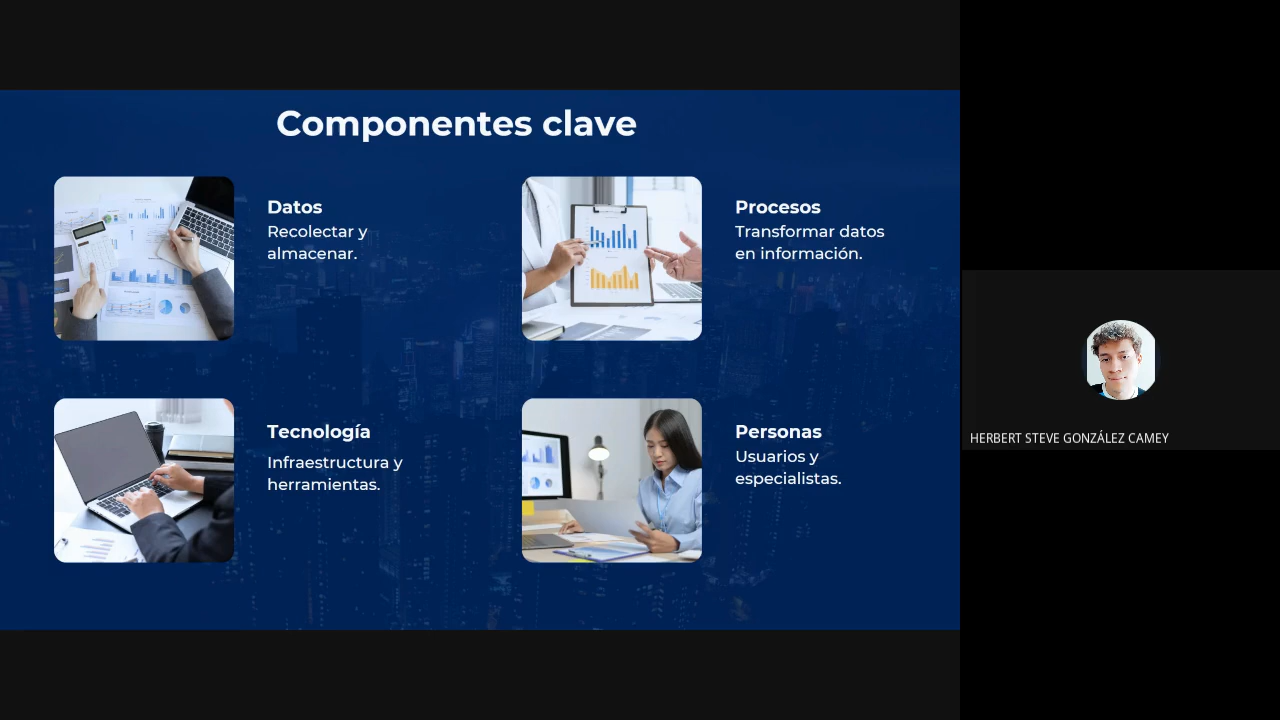 Componentes clave
Datos
Recolectar y
almacenar.
Procesos
Transformar datos
en información.
Tecnología
Infraestructura y
herramientas.
Personas
Usuarios y
especialistas.
HERBERT STEVE GONZÁLEZ CAMEY